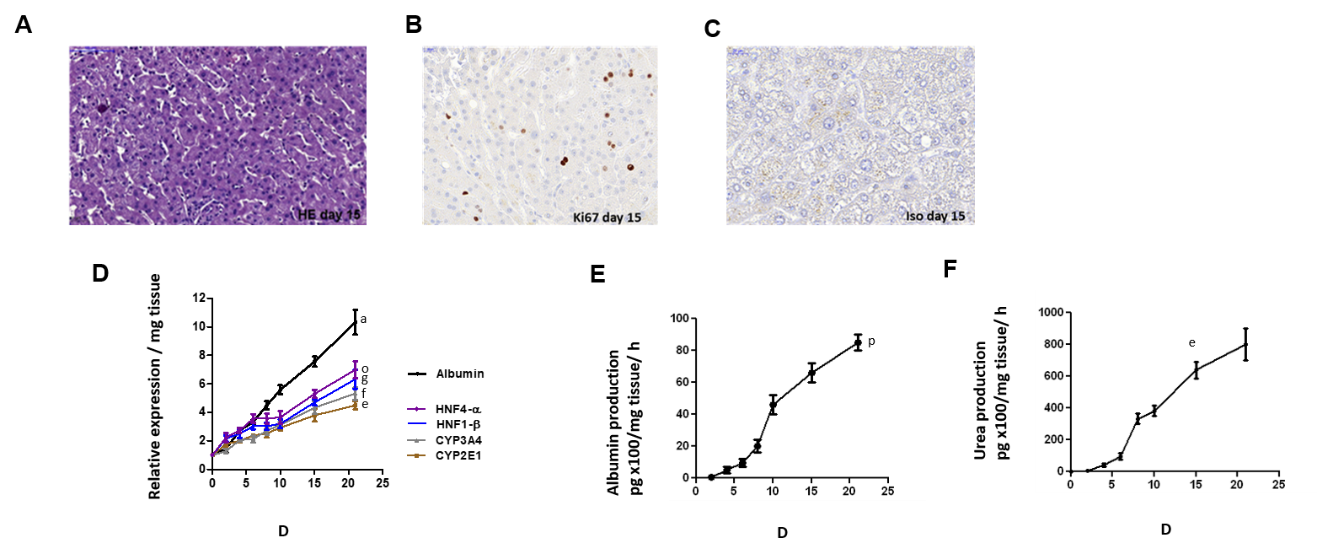 A
B
C
HE day 15
Ki67 day 15
Iso day 15
D
Relative expression / mg tissue
12
10
8
6
4
2
0
0 5 10 15 20 25
a
o
g
f
e
D
Albumin
HNF4-α
HNF1-β
CYP3A4
CYP2E1
E
Albumin production
pg x100/mg tissue/ h
100
80
60
40
20
0
0 5 10 15 20 25
p
D
F
Urea production
pg x100/mg tissue/ h
1000
800
600
400
200
0
0 5 10 15 20 25
e
D